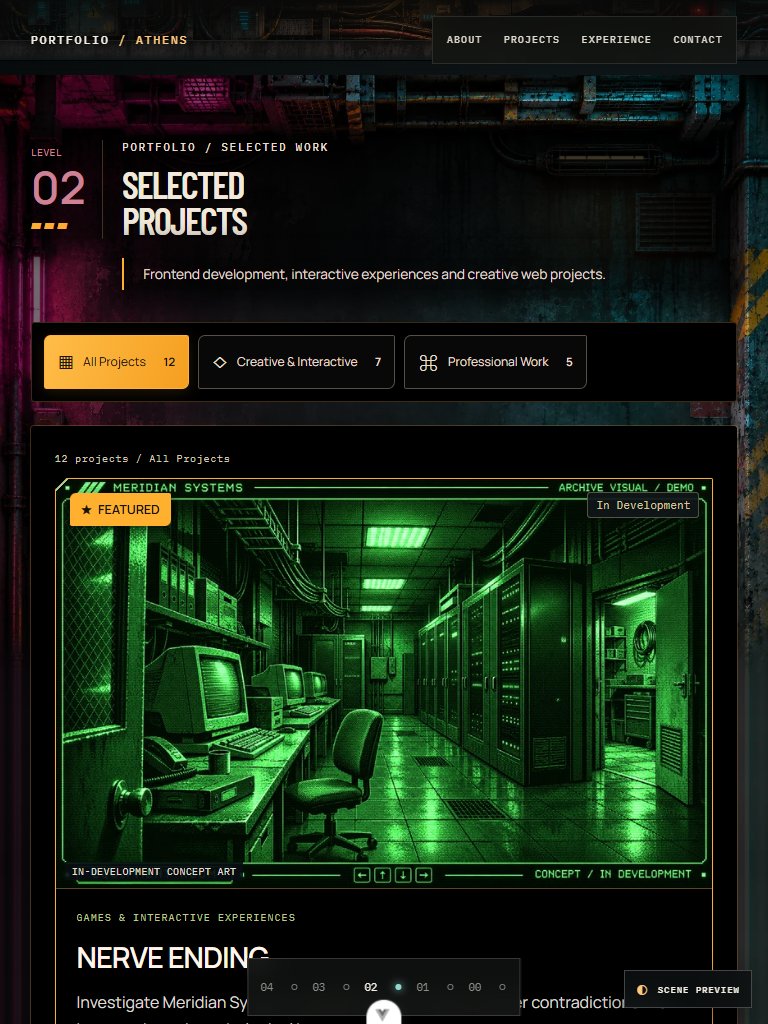 PORTFOLIO / ATHENS
ABOUT PROJECTS EXPERIENCE CONTACT
LEVEL
02
PORTFOLIO / SELECTED WORK
SELECTED
PROJECTS
Frontend development, interactive experiences and creative web projects.
All Projects 12
Creative & Interactive 7
Professional Work 5
12 projects / All Projects
MERIDIAN SYSTEMS
ARCHIVE VISUAL / DEMO
★ FEATURED
In Development
IN-DEVELOPMENT CONCEPT ART
CONCEPT / IN DEVELOPMENT
GAMES & INTERACTIVE EXPERIENCES
NERVE ENDING
04 03 02 01 00
SCENE PREVIEW
Investigate Meridian